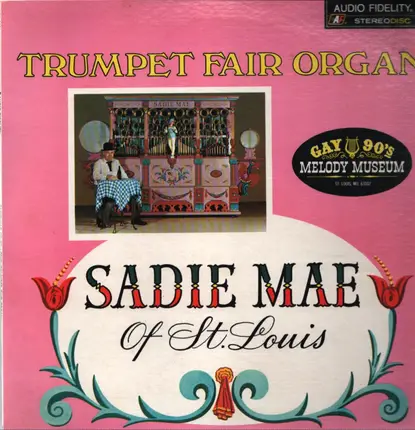 AUDIO FIDELITY
STEREODISC
TRUMPET FAIR ORGAN
SADIE MAE
GAY 90's
MELODY MUSEUM
SADIE MAE
Of St. Louis